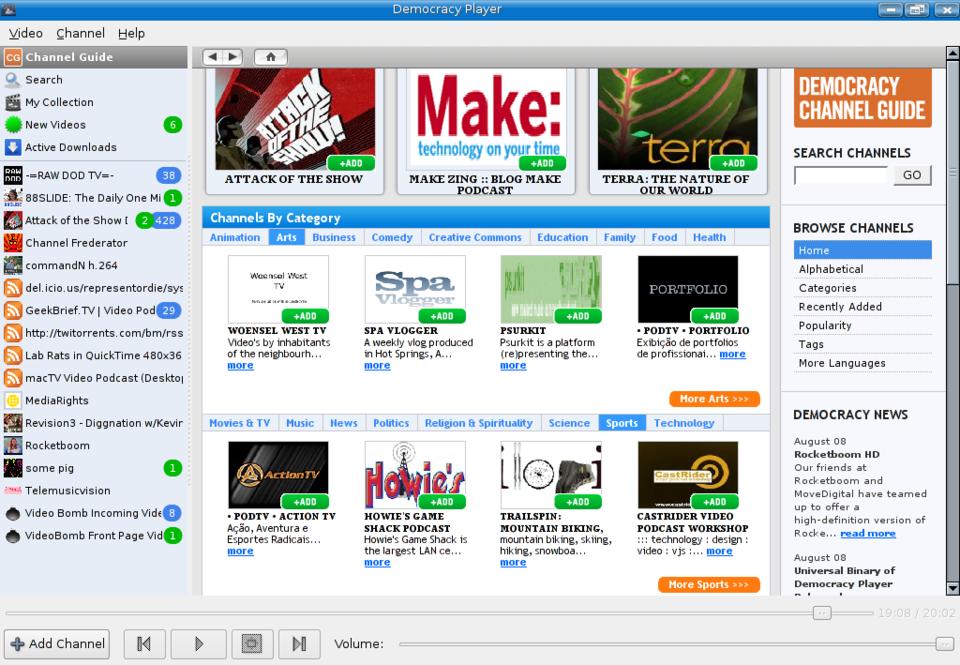 Democracy Player
Video Channel Help
CG Channel Guide
Search
My Collection
New Videos 6
Active Downloads
RAW DOD -=RAW DOD TV=- 38
88SLIDE: The Daily One Mi 1
Attack of the Show 2 428
Channel Frederator
commandN h.264
del.icio.us/representordie/sys
GeekBrief.TV | Video Pod 29
http://twitorrents.com/bm/rss
Lab Rats in QuickTime 480x36
macTV Video Podcast (Desktop
MediaRights
Revision3 - Diggnation w/Kevin
Rocketboom
some pig 1
Telemusicvision
Video Bomb Incoming Vide 8
VideoBomb Front Page Vid 1
ATTACK OF THE SHOW!
+ADD
ATTACK OF THE SHOW
Make:
technology on your time
+ADD
MAKE ZING :: BLOG MAKE
PODCAST
terra
+ADD
TERRA: THE NATURE OF
OUR WORLD
Channels By Category
Animation Arts Business Comedy Creative Commons Education Family Food Health
Woensel West
TV
+ADD
WOENSEL WEST TV
Video's by inhabitants
of the neighbourh...
more
Spa
Vlogger
+ADD
SPA VLOGGER
A weekly vlog produced
in Hot Springs, A...
more
psurkit
+ADD
PSURKIT
Psurkit is a platform
(re)presenting the...
more
PORTFOLIO
+ADD
• PODTV • PORTFOLIO
Exibição de portfolios
de profissionai... more
More Arts >>>
Movies & TV Music News Politics Religion & Spirituality Science Sports Technology
ActionTV
+ADD
• PODTV • ACTION TV
Ação, Aventura e
Esportes Radicais...
more
Howie's
+ADD
HOWIE'S GAME
SHACK PODCAST
Howie's Game Shack is
the largest LAN ce...
more
+ADD
TRAILSPIN:
MOUNTAIN BIKING,
mountain biking, skiing,
hiking, snowboa...
more
CastRider
+ADD
CASTRIDER VIDEO
PODCAST WORKSHOP
::: technology : design :
video : vjs :... more
More Sports >>>
DEMOCRACY
CHANNEL GUIDE
SEARCH CHANNELS
GO
BROWSE CHANNELS
Home
Alphabetical
Categories
Recently Added
Popularity
Tags
More Languages
DEMOCRACY NEWS
August 08
Rocketboom HD
Our friends at
Rocketboom and
MoveDigital have teamed
up to offer a
high-definition version of
Rocke... read more
August 08
Universal Binary of
Democracy Player
19:08 / 20:02
Add Channel
Volume: